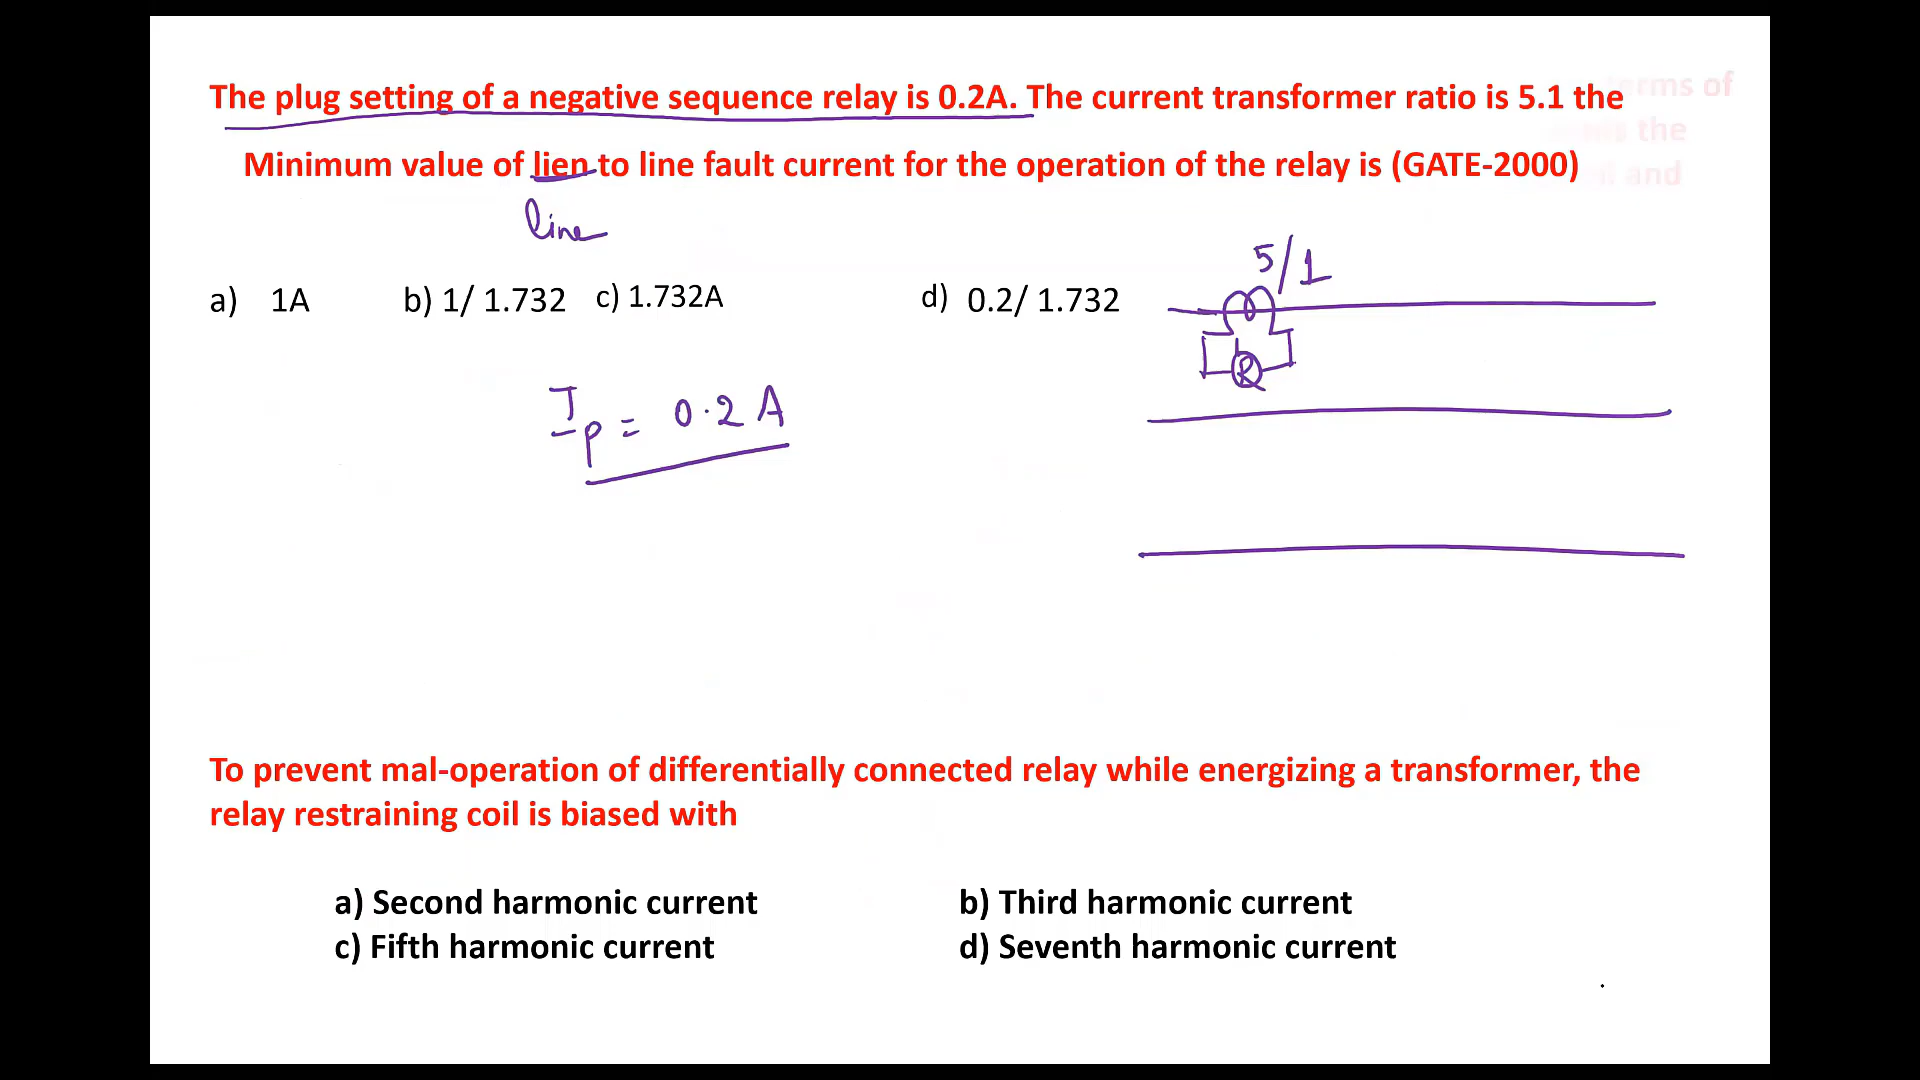 erms of
The plug setting of a negative sequence relay is 0.2A. The current transformer ratio is 5.1 the
the
Minimum value of lien to line fault current for the operation of the relay is (GATE-2000)
and
line
5/1
a) 1A b) 1/ 1.732 c) 1.732A d) 0.2/ 1.732
R
Ip = 0.2 A
To prevent mal-operation of differentially connected relay while energizing a transformer, the
relay restraining coil is biased with
a) Second harmonic current b) Third harmonic current
c) Fifth harmonic current d) Seventh harmonic current